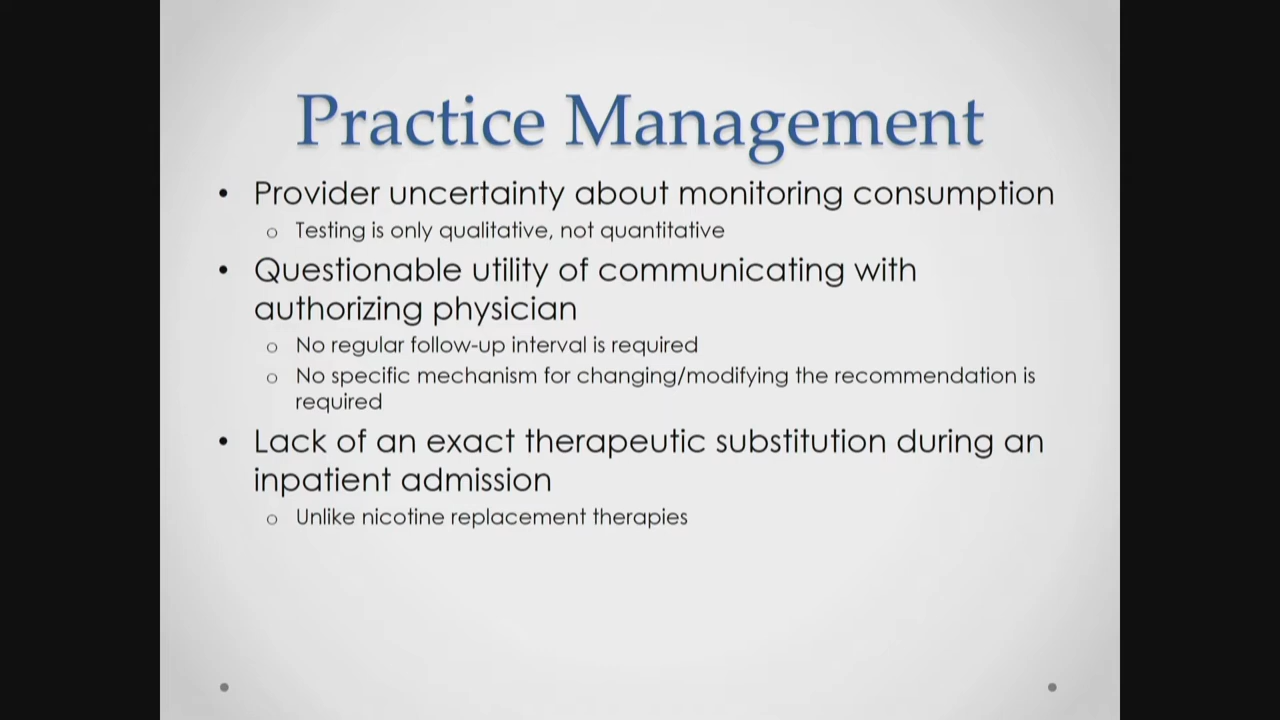 Practice Management
• Provider uncertainty about monitoring consumption
o Testing is only qualitative, not quantitative
• Questionable utility of communicating with
authorizing physician
o No regular follow-up interval is required
o No specific mechanism for changing/modifying the recommendation is
required
• Lack of an exact therapeutic substitution during an
inpatient admission
o Unlike nicotine replacement therapies